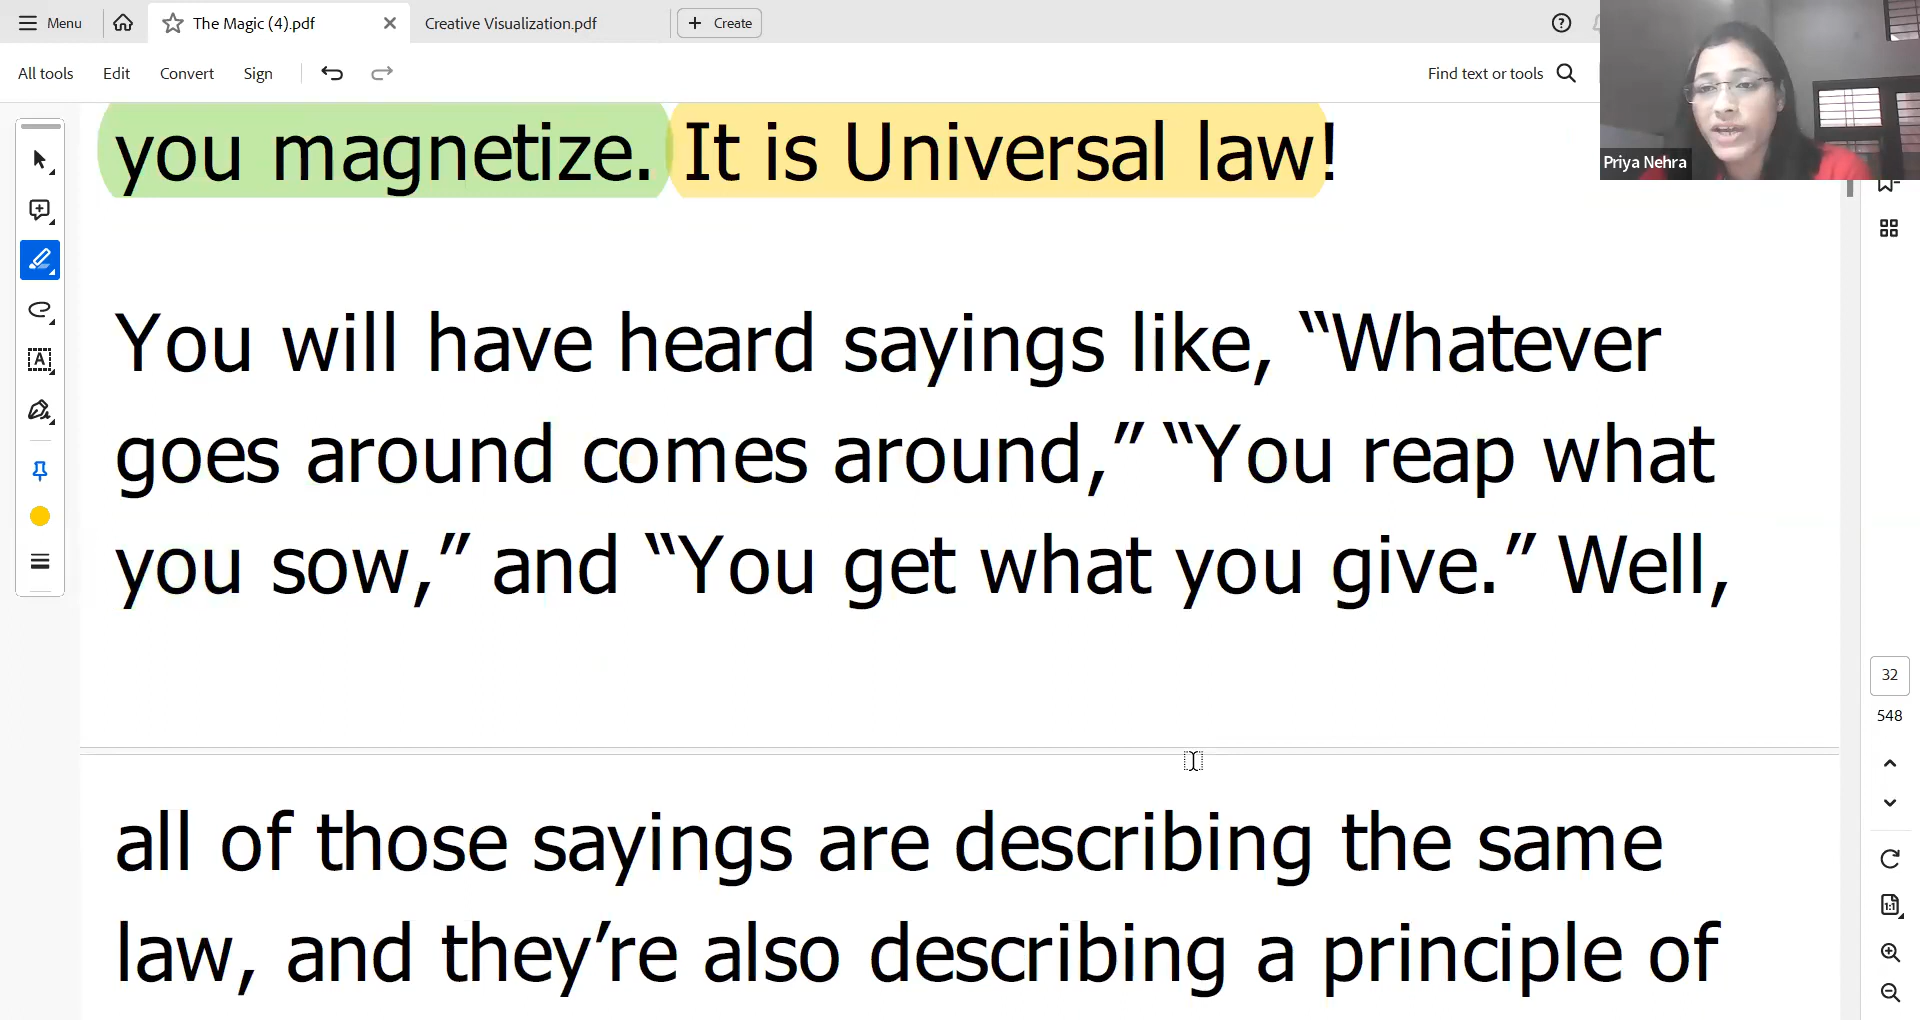 Menu
The Magic (4).pdf
Creative Visualization.pdf
Create
All tools
Edit
Convert
Sign
Find text or tools
Priya Nehra
you magnetize. It is Universal law!
You will have heard sayings like, “Whatever
goes around comes around,” “You reap what
you sow,” and “You get what you give.” Well,
32
548
all of those sayings are describing the same
law, and they’re also describing a principle of